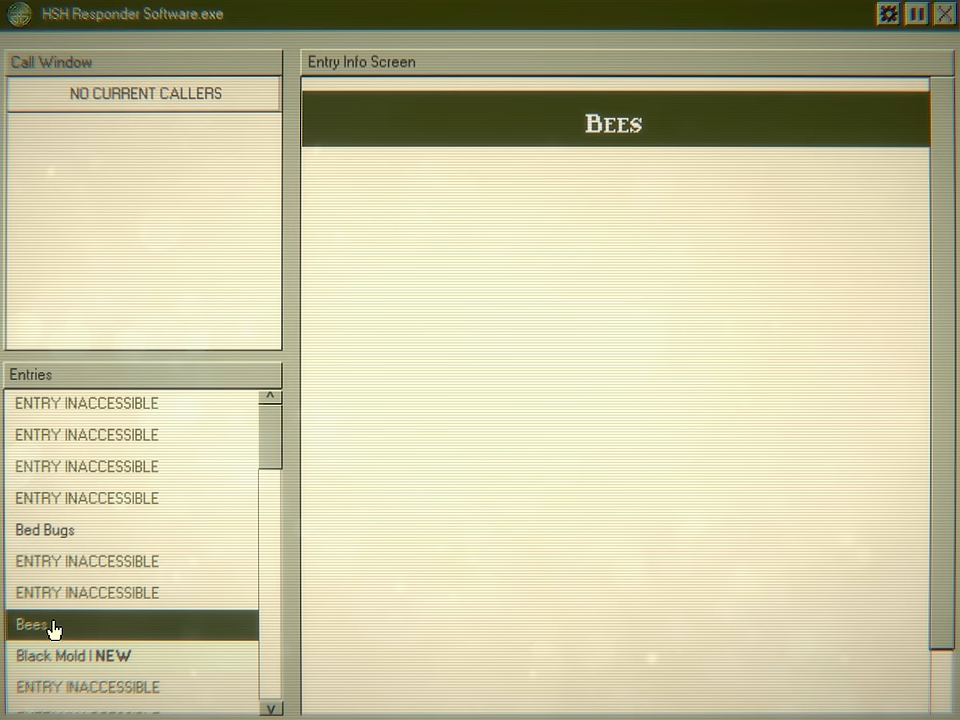 HSH Responder Software.exe
Call Window
NO CURRENT CALLERS
Entry Info Screen
Bees
Entries
ENTRY INACCESSIBLE
ENTRY INACCESSIBLE
ENTRY INACCESSIBLE
ENTRY INACCESSIBLE
Bed Bugs
ENTRY INACCESSIBLE
ENTRY INACCESSIBLE
Bees
Black Mold | NEW
ENTRY INACCESSIBLE